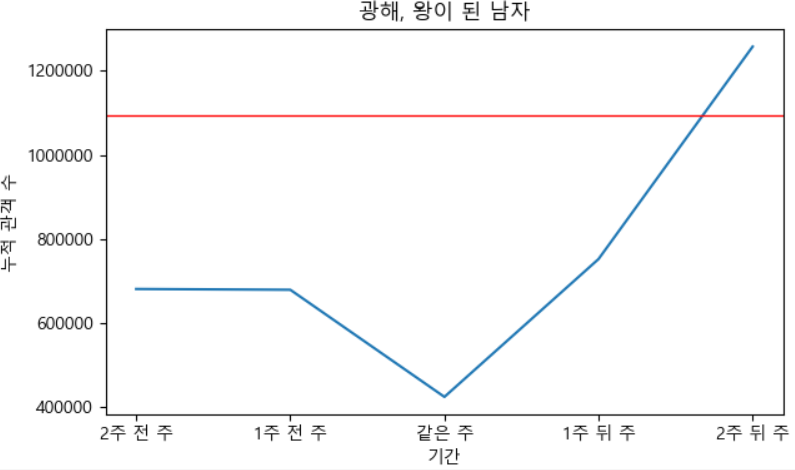 광해, 왕이 된 남자
누적 관객 수
1200000
1000000
800000
600000
400000
2주 전 주 1주 전 주 같은 주 1주 뒤 주 2주 뒤 주
기간